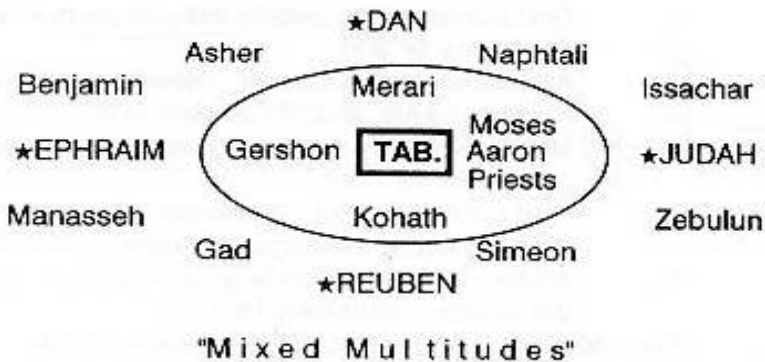 ★DAN
Asher Naphtali
Benjamin Merari Issachar
Moses
★EPHRAIM Gershon TAB. Aaron ★JUDAH
Priests
Manasseh Kohath Zebulun
Gad Simeon
★REUBEN
"Mixed Multitudes"